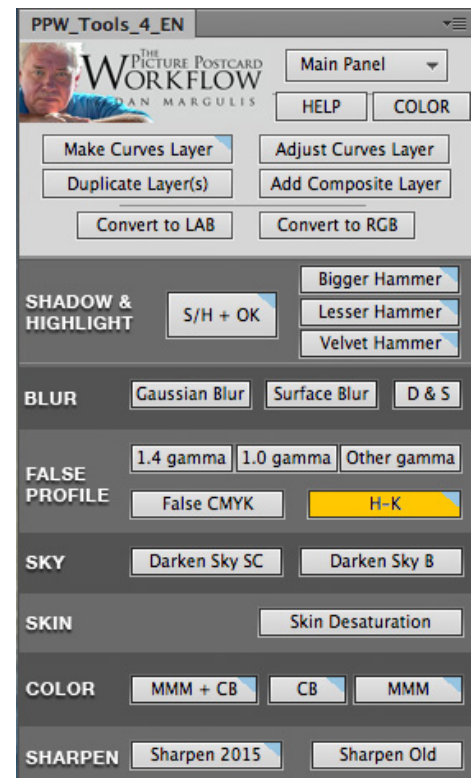 PPW_Tools_4_EN
THE
PICTURE POSTCARD
WORKFLOW
DAN MARGULIS
Main Panel
HELP COLOR
Make Curves Layer Adjust Curves Layer
Duplicate Layer(s) Add Composite Layer
Convert to LAB Convert to RGB
SHADOW &
HIGHLIGHT
S/H + OK
Bigger Hammer
Lesser Hammer
Velvet Hammer
BLUR Gaussian Blur Surface Blur D & S
FALSE
PROFILE
1.4 gamma 1.0 gamma Other gamma
False CMYK H-K
SKY Darken Sky SC Darken Sky B
SKIN Skin Desaturation
COLOR MMM + CB CB MMM
SHARPEN Sharpen 2015 Sharpen Old